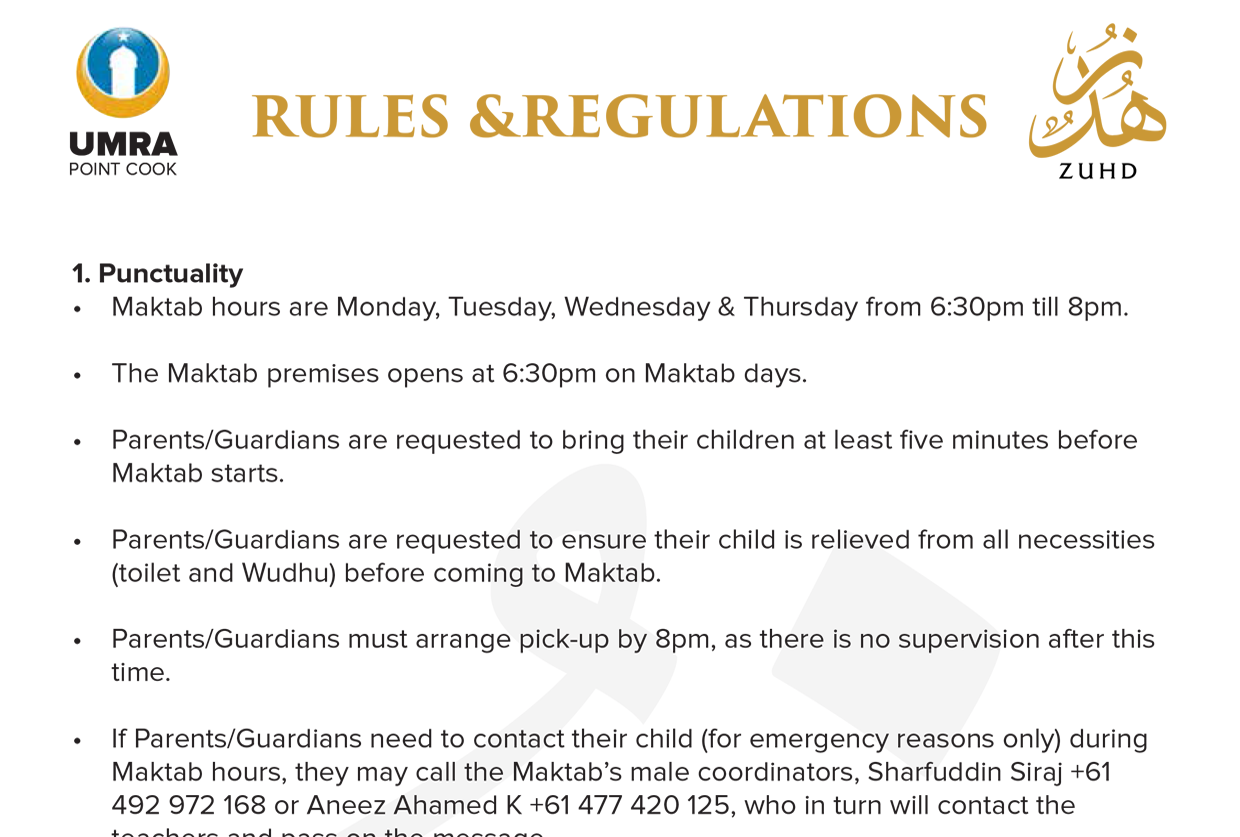 UMRA
POINT COOK
RULES &REGULATIONS
زهد
ZUHD
1. Punctuality
• Maktab hours are Monday, Tuesday, Wednesday & Thursday from 6:30pm till 8pm.
• The Maktab premises opens at 6:30pm on Maktab days.
• Parents/Guardians are requested to bring their children at least five minutes before
Maktab starts.
• Parents/Guardians are requested to ensure their child is relieved from all necessities
(toilet and Wudhu) before coming to Maktab.
• Parents/Guardians must arrange pick-up by 8pm, as there is no supervision after this
time.
• If Parents/Guardians need to contact their child (for emergency reasons only) during
Maktab hours, they may call the Maktab’s male coordinators, Sharfuddin Siraj +61
492 972 168 or Aneez Ahamed K +61 477 420 125, who in turn will contact the
teachers and pass on the message.